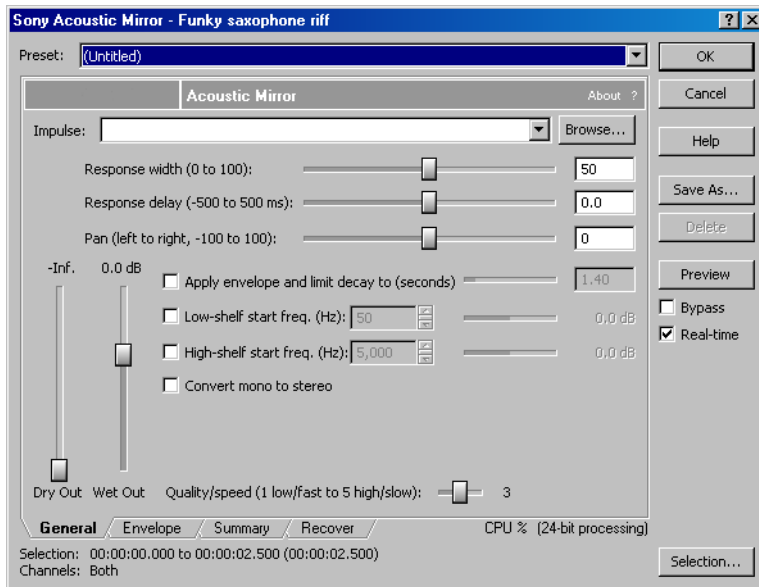 Sony Acoustic Mirror - Funky saxophone riff
Preset: (Untitled)
OK
Acoustic Mirror About ?
Cancel
Impulse: Browse...
Help
Response width (0 to 100): 50
Response delay (-500 to 500 ms): 0.0
Save As...
Pan (left to right, -100 to 100): 0
Delete
-Inf. 0.0 dB
Apply envelope and limit decay to (seconds) 1.40
Preview
Low-shelf start freq. (Hz): 50 0,0 dB
Bypass
High-shelf start freq. (Hz): 5,000 0.0 dB
Real-time
Convert mono to stereo
Dry Out Wet Out Quality/speed (1 low/fast to 5 high/slow): 3
General Envelope Summary Recover CPU % (24-bit processing)
Selection: 00:00:00.000 to 00:00:02.500 (00:00:02.500)
Channels: Both
Selection...